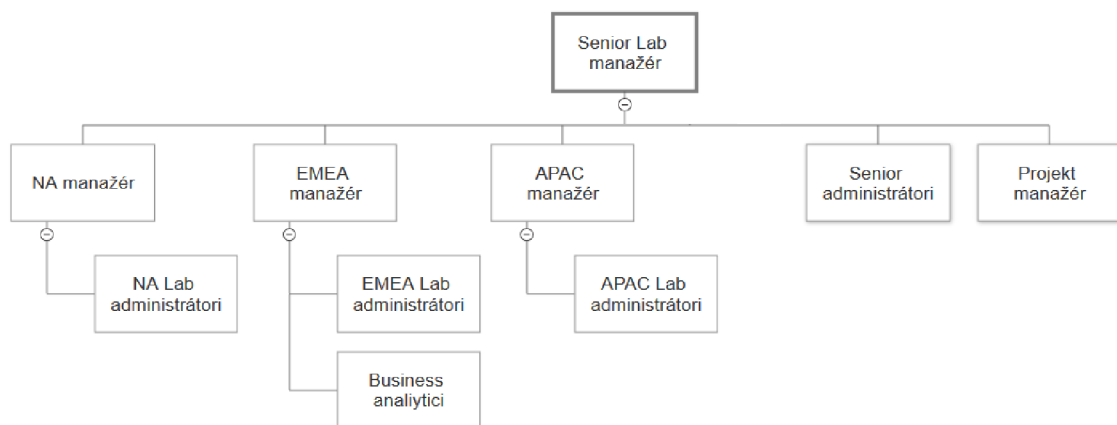 Senior Lab
manažér
NA manažér
EMEA
manažér
APAC
manažér
Senior
administrátori
Projekt
manažér
NA Lab
administrátori
EMEA Lab
administrátori
APAC Lab
administrátori
Business
analiytici